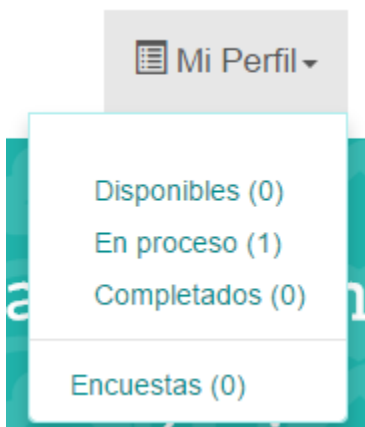 Mi Perfil
Disponibles (0)
En proceso (1)
Completados (0)
Encuestas (0)